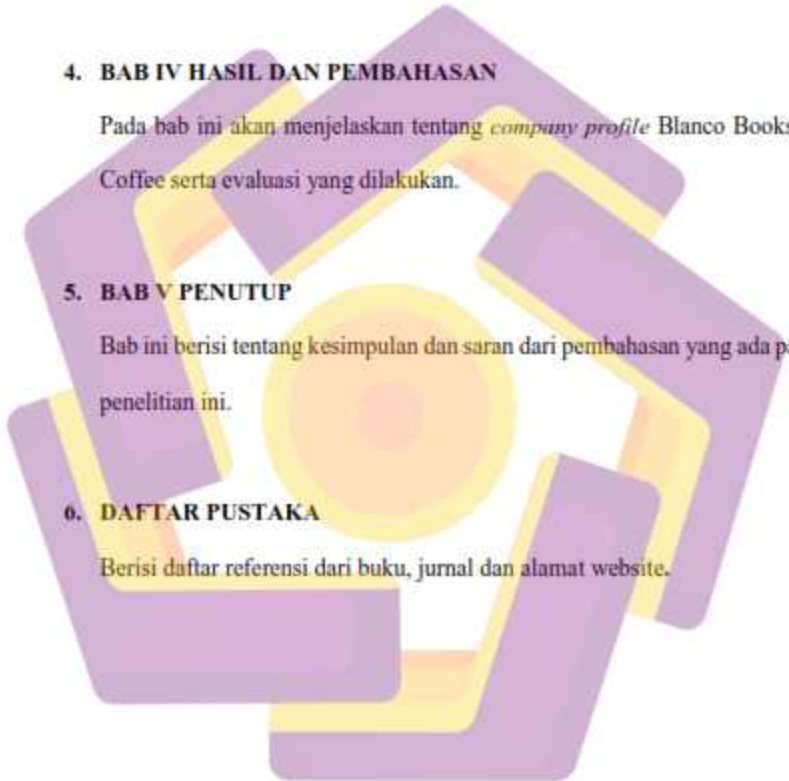 4. BAB IV HASIL DAN PEMBAHASAN
Pada bab ini akan menjelaskan tentang company profile Blanco Books
Coffee serta evaluasi yang dilakukan.
5. BAB V PENUTUP
Bab ini berisi tentang kesimpulan dan saran dari pembahasan yang ada pa
penelitian ini.
6. DAFTAR PUSTAKA
Berisi daftar referensi dari buku, jurnal dan alamat website.